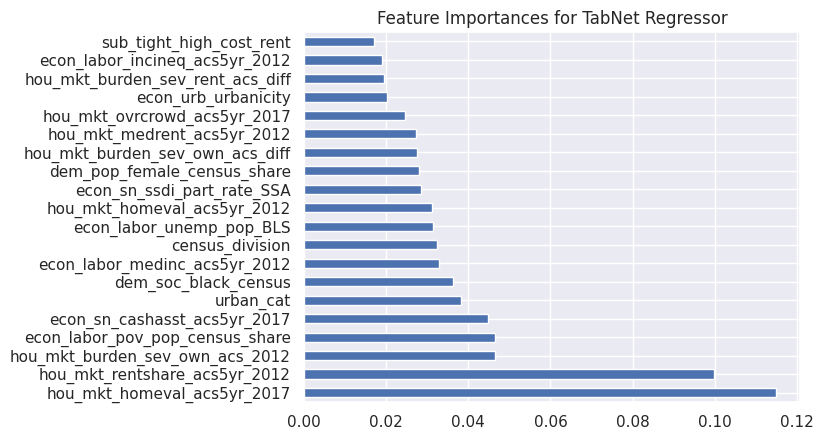 Feature Importances for TabNet Regressor
sub_tight_high_cost_rent
econ_labor_incineq_acs5yr_2012
hou_mkt_burden_sev_rent_acs_diff
econ_urb_urbanicity
hou_mkt_ovrcrowd_acs5yr_2017
hou_mkt_medrent_acs5yr_2012
hou_mkt_burden_sev_own_acs_diff
dem_pop_female_census_share
econ_sn_ssdi_part_rate_SSA
hou_mkt_homeval_acs5yr_2012
econ_labor_unemp_pop_BLS
census_division
econ_labor_medinc_acs5yr_2012
dem_soc_black_census
urban_cat
econ_sn_cashasst_acs5yr_2017
econ_labor_pov_pop_census_share
hou_mkt_burden_sev_own_acs_2012
hou_mkt_rentshare_acs5yr_2012
hou_mkt_homeval_acs5yr_2017
0.00 0.02 0.04 0.06 0.08 0.10 0.12